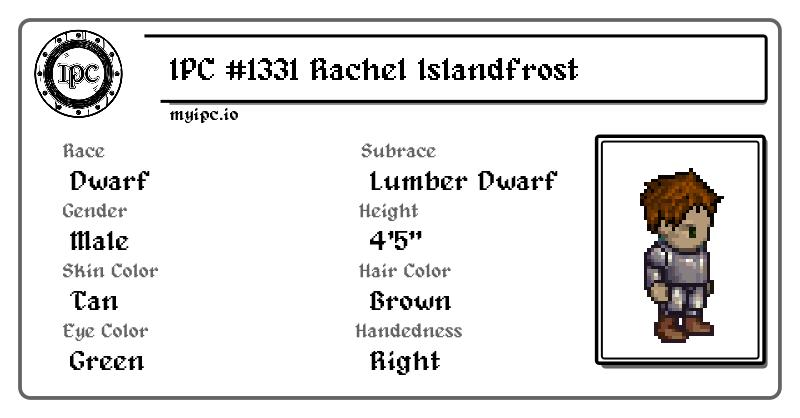 IPC
IPC #1331 Rachel Islandfrost
myipc.io
Race
Dwarf
Subrace
Lumber Dwarf
Gender
Male
Height
4'5"
Skin Color
Tan
Hair Color
Brown
Eye Color
Green
Handedness
Right